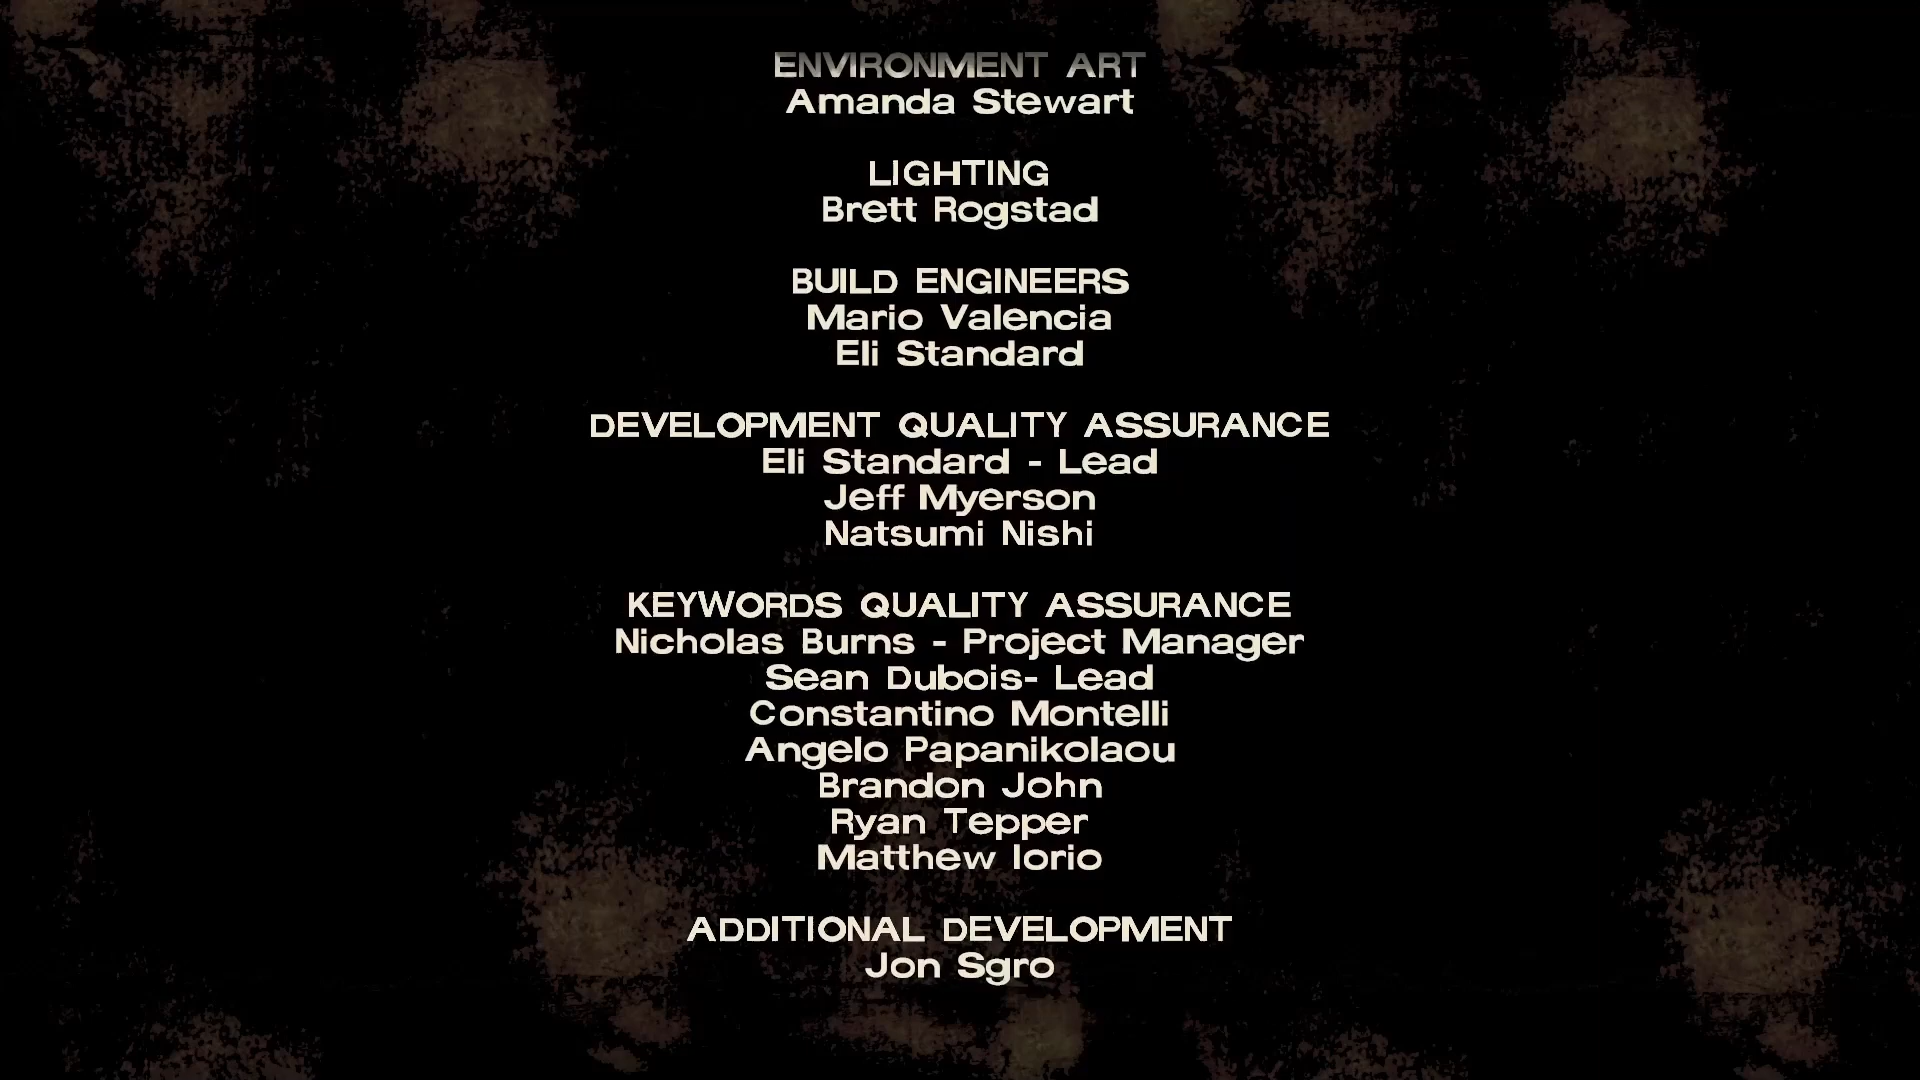 ENVIRONMENT ART
Amanda Stewart
LIGHTING
Brett Rogstad
BUILD ENGINEERS
Mario Valencia
Eli Standard
DEVELOPMENT QUALITY ASSURANCE
Eli Standard - Lead
Jeff Myerson
Natsumi Nishi
KEYWORDS QUALITY ASSURANCE
Nicholas Burns - Project Manager
Sean Dubois- Lead
Constantino Montelli
Angelo Papanikolaou
Brandon John
Ryan Tepper
Matthew Iorio
ADDITIONAL DEVELOPMENT
Jon Sgro